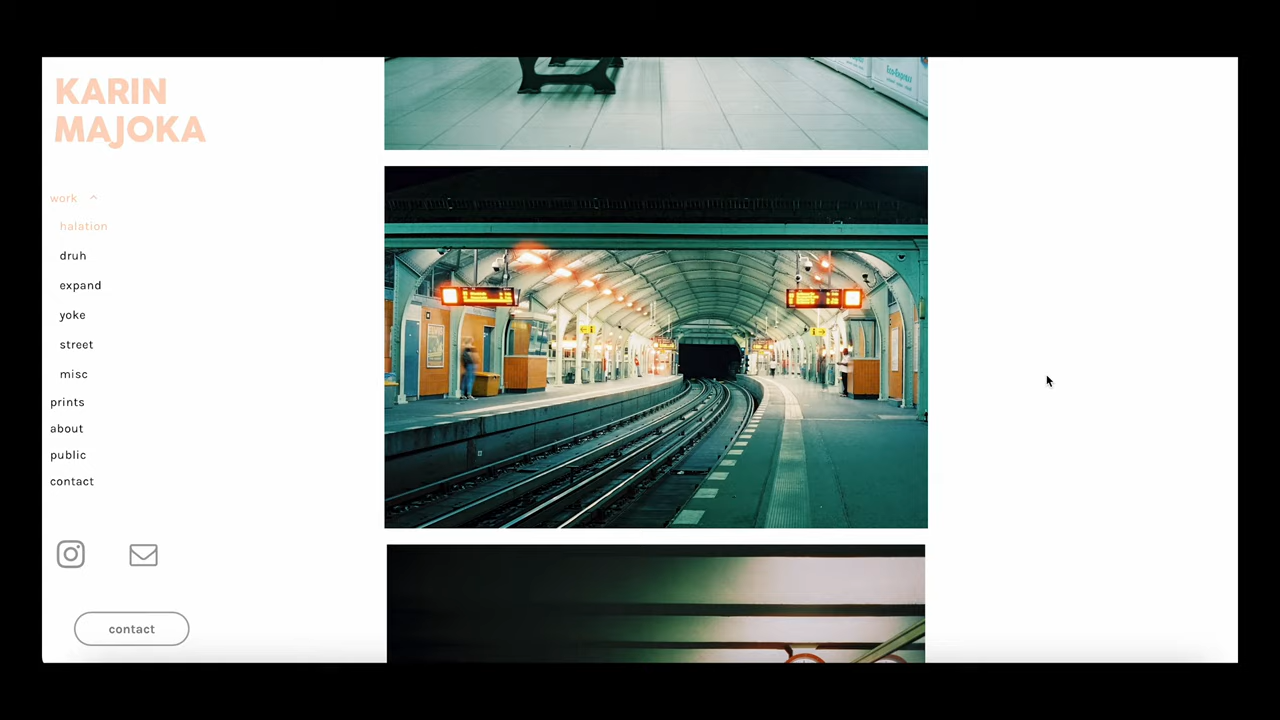 KARIN
MAJOKA
work
halation
druh
expand
yoke
street
misc
prints
about
public
contact
contact